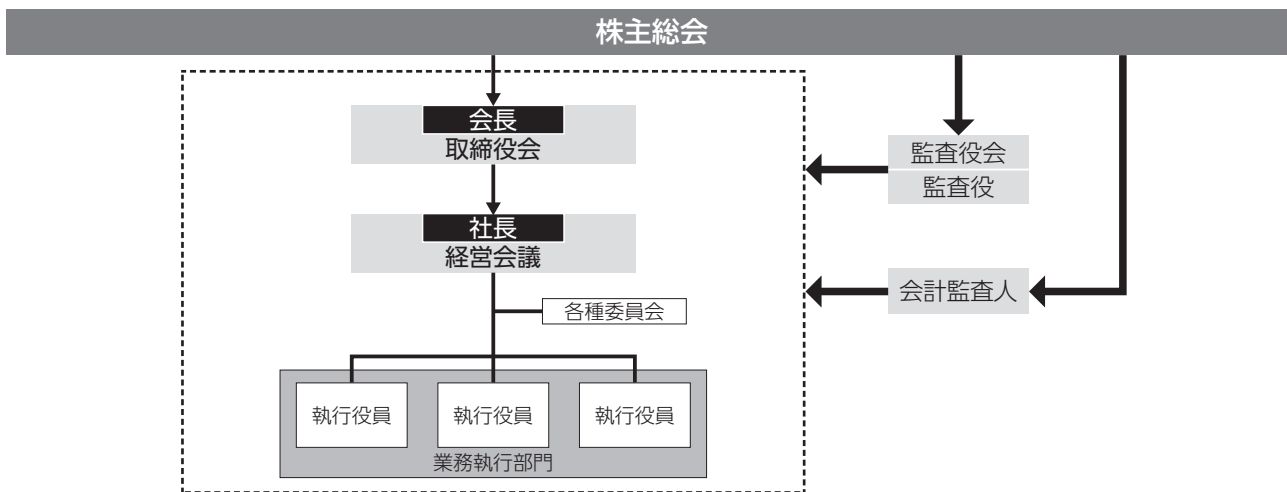 株主総会
会長
取締役会
監査役会
監査役
社長
経営会議
会計監査人
各種委員会
執行役員
執行役員
執行役員
業務執行部門